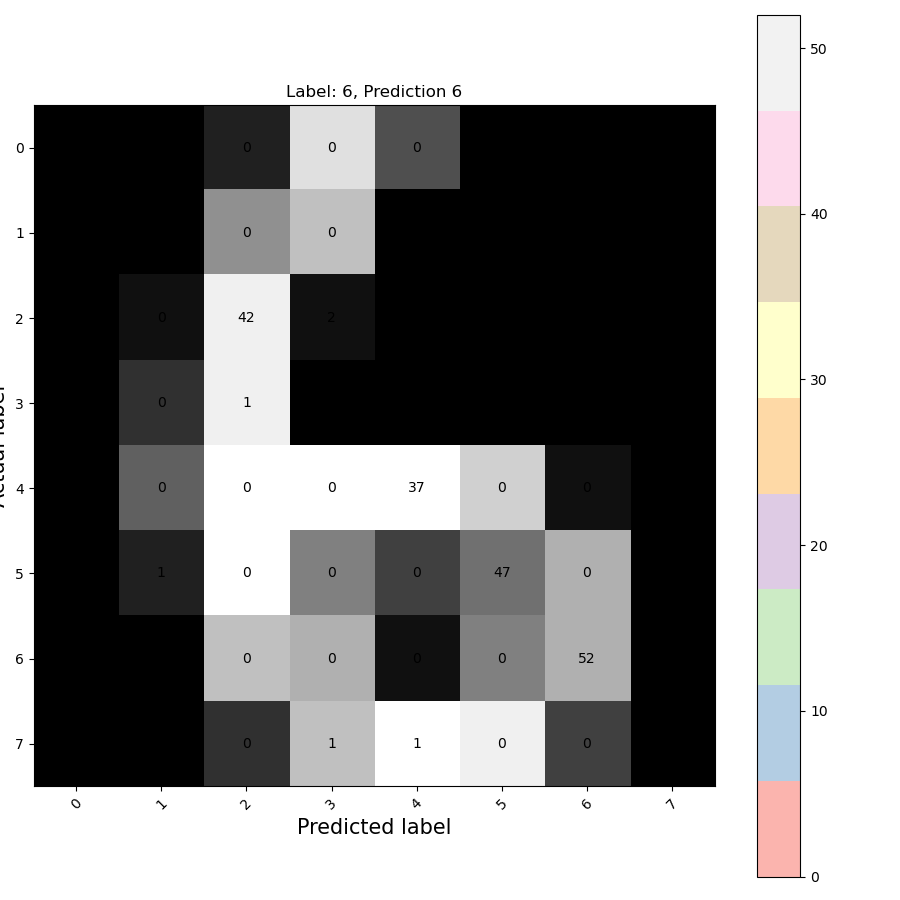 Label: 6, Prediction 6
0 0 0 0
1 0 0
2 0 42 2
3 0 1
4 0 0 0 37 0 0
5 1 0 0 0 47 0
6 0 0 0 0 52
7 0 1 1 0 0
0 1 2 3 4 5 6 7
Predicted label
Actual label
50
40
30
20
10
0